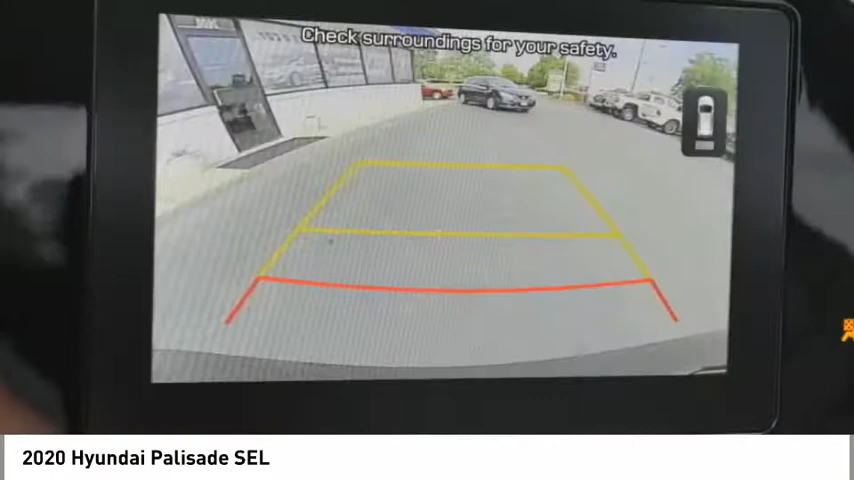 Check surroundings for your safety.
2020 Hyundai Palisade SEL